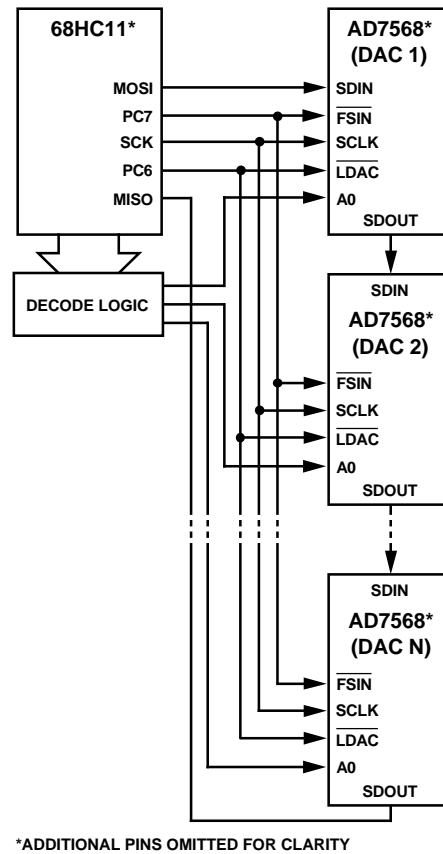 68HC11*
MOSI
PC7
SCK
PC6
MISO
DECODE LOGIC
AD7568*
(DAC 1)
SDIN
FSIN
SCLK
LDAC
A0
SDOUT
SDIN
AD7568*
(DAC 2)
FSIN
SCLK
LDAC
A0
SDOUT
SDIN
AD7568*
(DAC N)
FSIN
SCLK
LDAC
A0
SDOUT
*ADDITIONAL PINS OMITTED FOR CLARITY